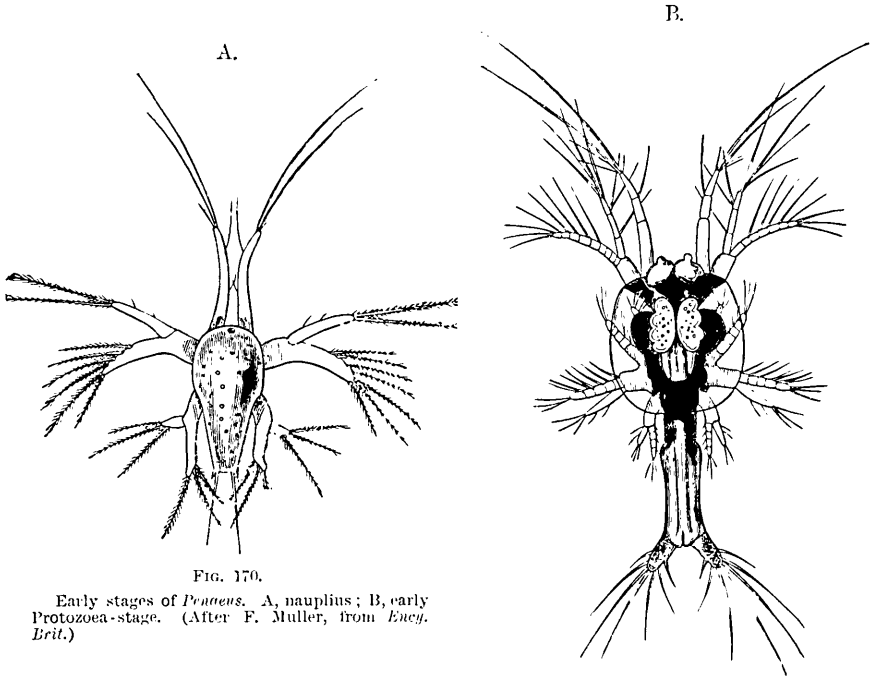 A.
B.
FIG. 170.
Early stages of Penaeus. A, nauplius; B, early
Protozoea-stage. (After F. Muller, from Ency.
Brit.)